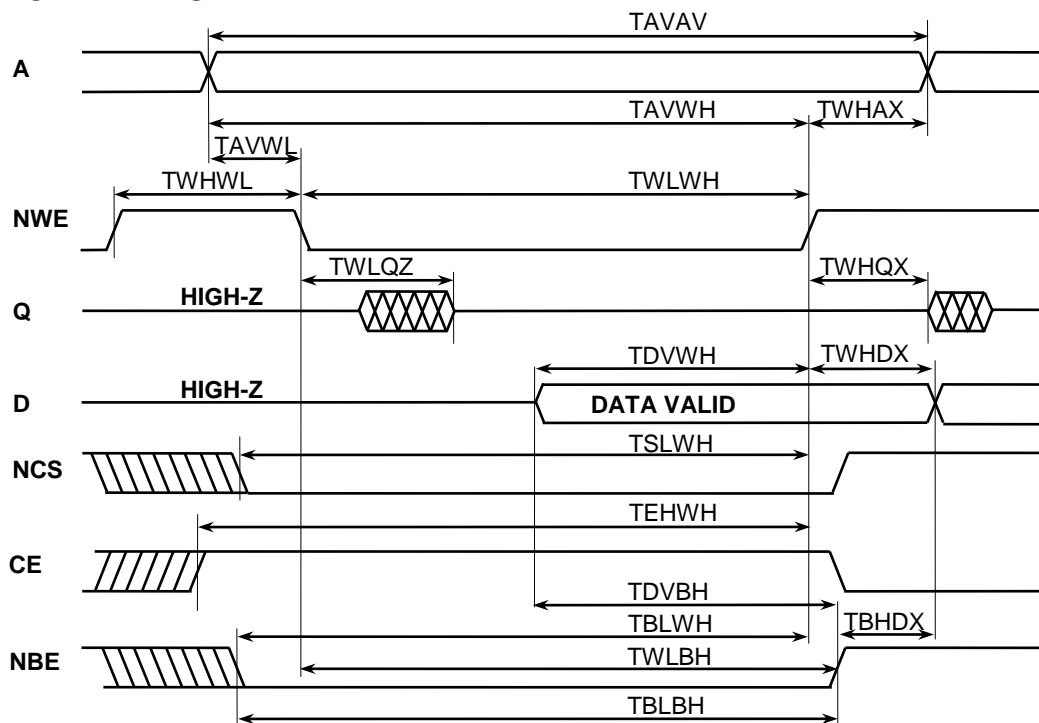 TAVAV
A
TAVWH
TWHAX
TAVWL
TWHWL
TWLWH
NWE
TWLQZ
TWHQX
HIGH-Z
Q
TDVWH
TWHDX
HIGH-Z
D
DATA VALID
TSLWH
NCS
TEHWH
CE
TDVBH
TBLWH
TBHDX
TWLBH
NBE
TBLBH